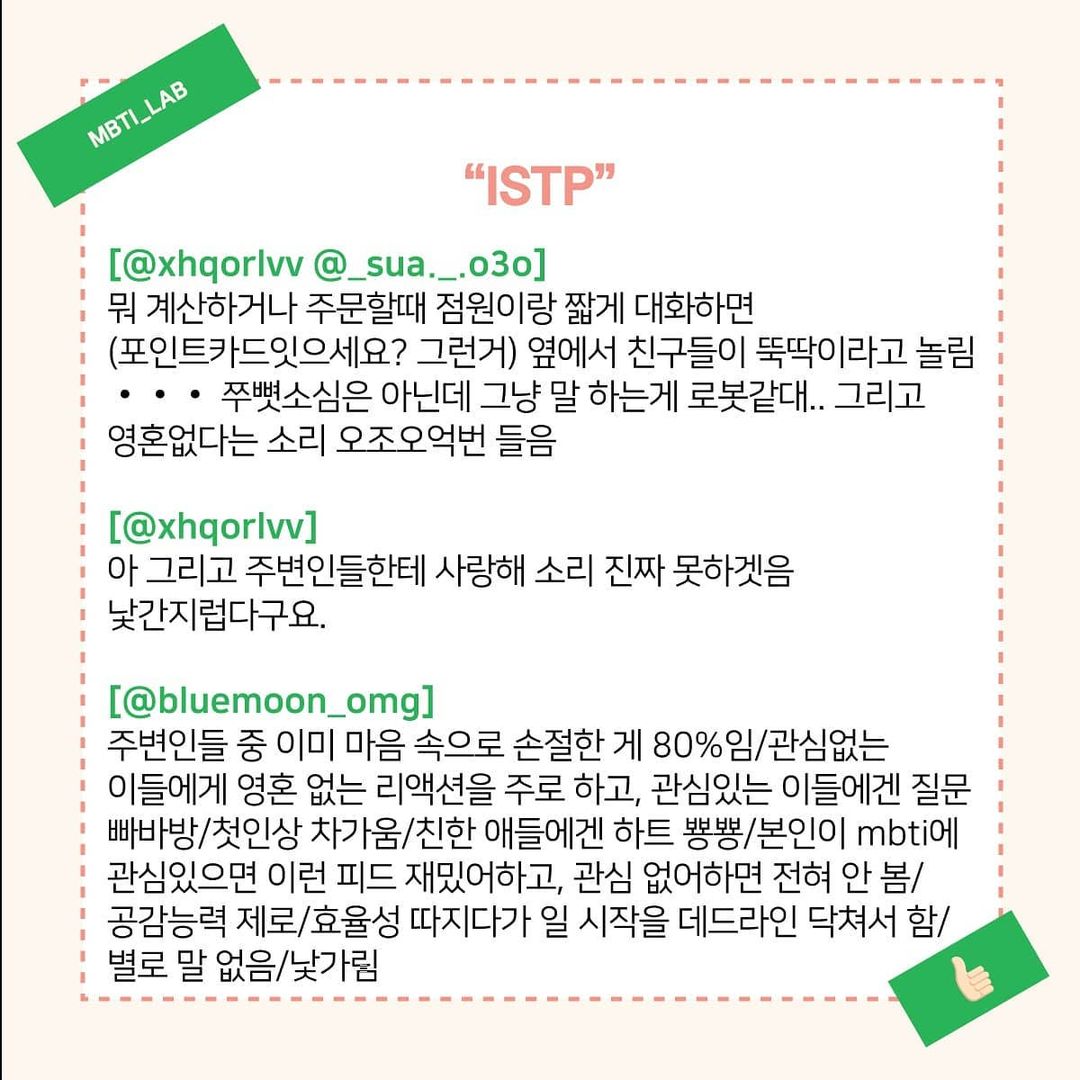 MBTI_LAB
“ISTP”
[@xhqorlvv @_sua._.o3o]
뭐 계산하거나 주문할때 점원이랑 짧게 대화하면
(포인트카드잇으세요? 그런거) 옆에서 친구들이 뚝딱이라고 놀림
• • • 쭈뼛소심은 아닌데 그냥 말 하는게 로봇같대.. 그리고
영혼없다는 소리 오조오억번 들음
[@xhqorlvv]
아 그리고 주변인들한테 사랑해 소리 진짜 못하겟음
낯간지럽다구요.
[@bluemoon_omg]
주변인들 중 이미 마음 속으로 손절한 게 80%임/관심없는
이들에게 영혼 없는 리액션을 주로 하고, 관심있는 이들에겐 질문
빠바방/첫인상 차가움/친한 애들에겐 하트 뿅뿅/본인이 mbti에
관심있으면 이런 피드 재밌어하고, 관심 없어하면 전혀 안 봄/
공감능력 제로/효율성 따지다가 일 시작을 데드라인 닥쳐서 함/
별로 말 없음/낯가림